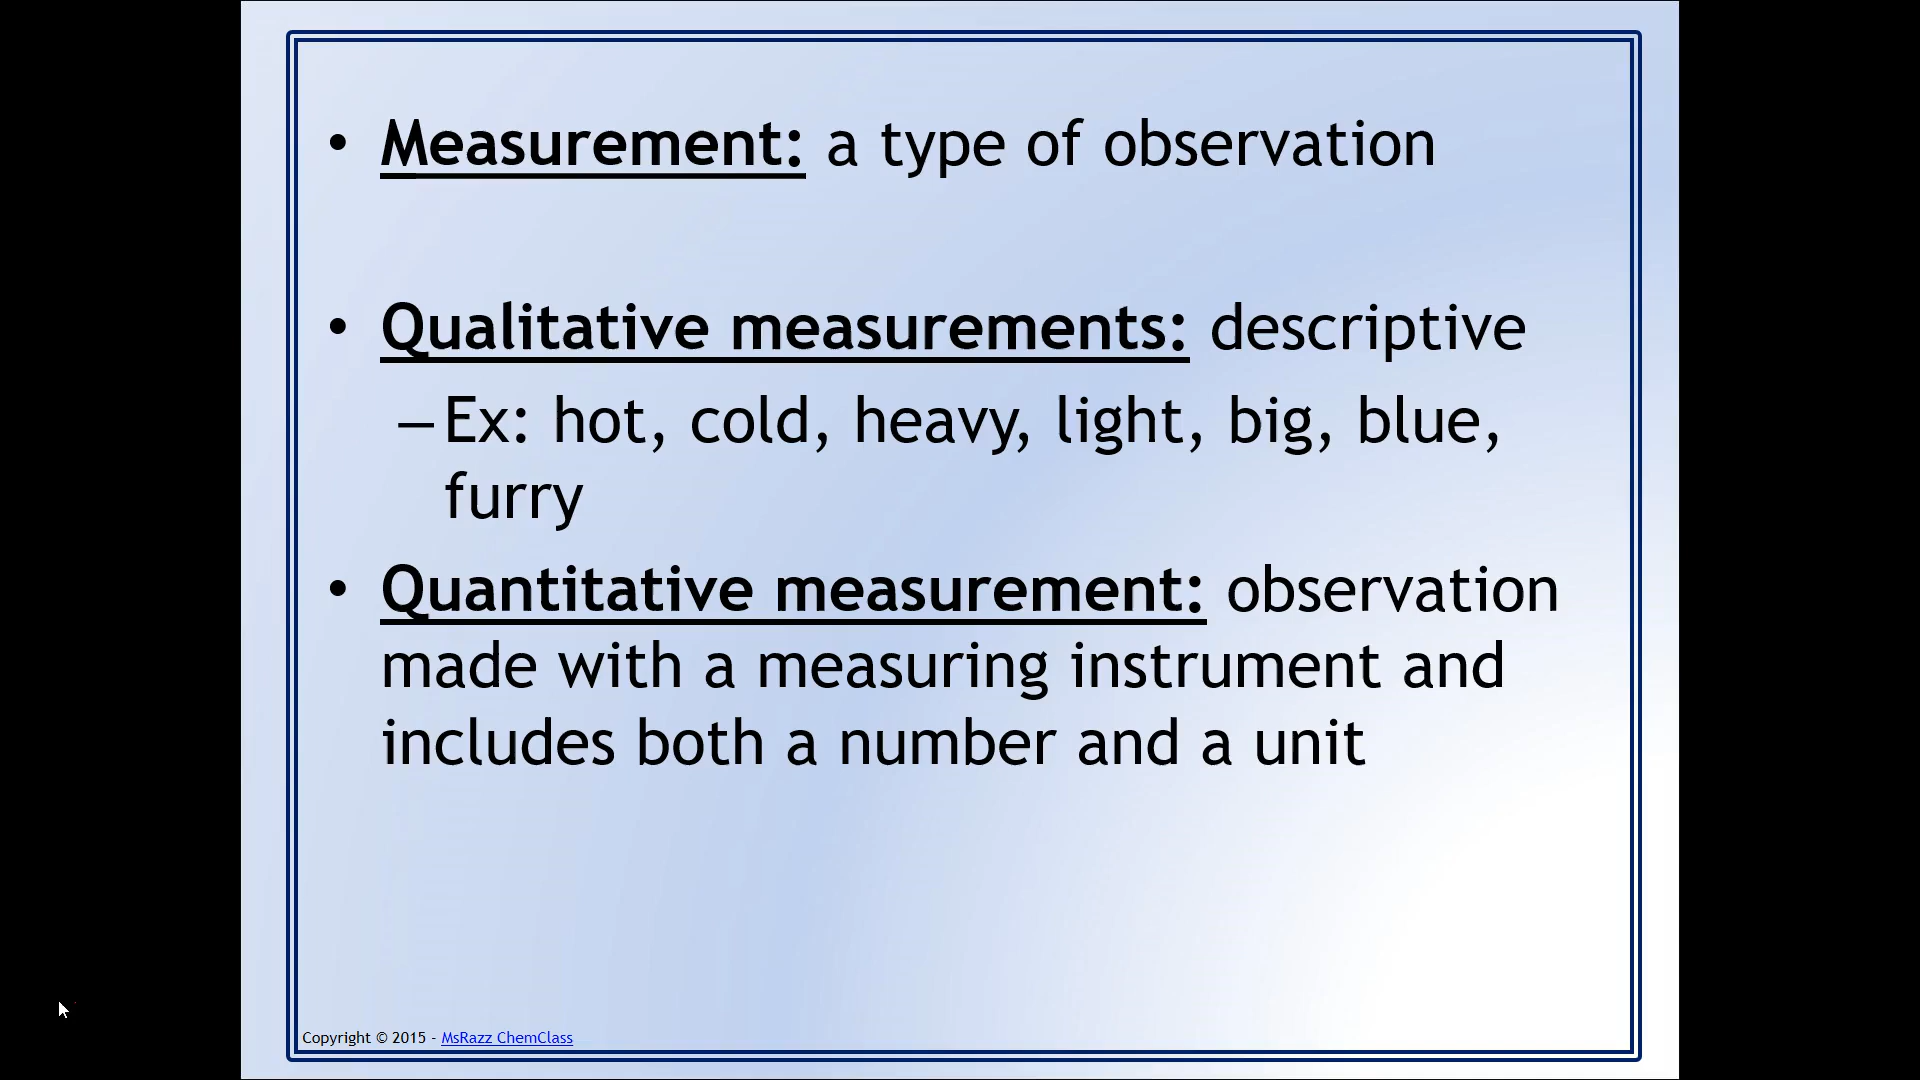 • Measurement: a type of observation
• Qualitative measurements: descriptive
– Ex: hot, cold, heavy, light, big, blue,
furry
• Quantitative measurement: observation
made with a measuring instrument and
includes both a number and a unit
Copyright © 2015 - MsRazz ChemClass